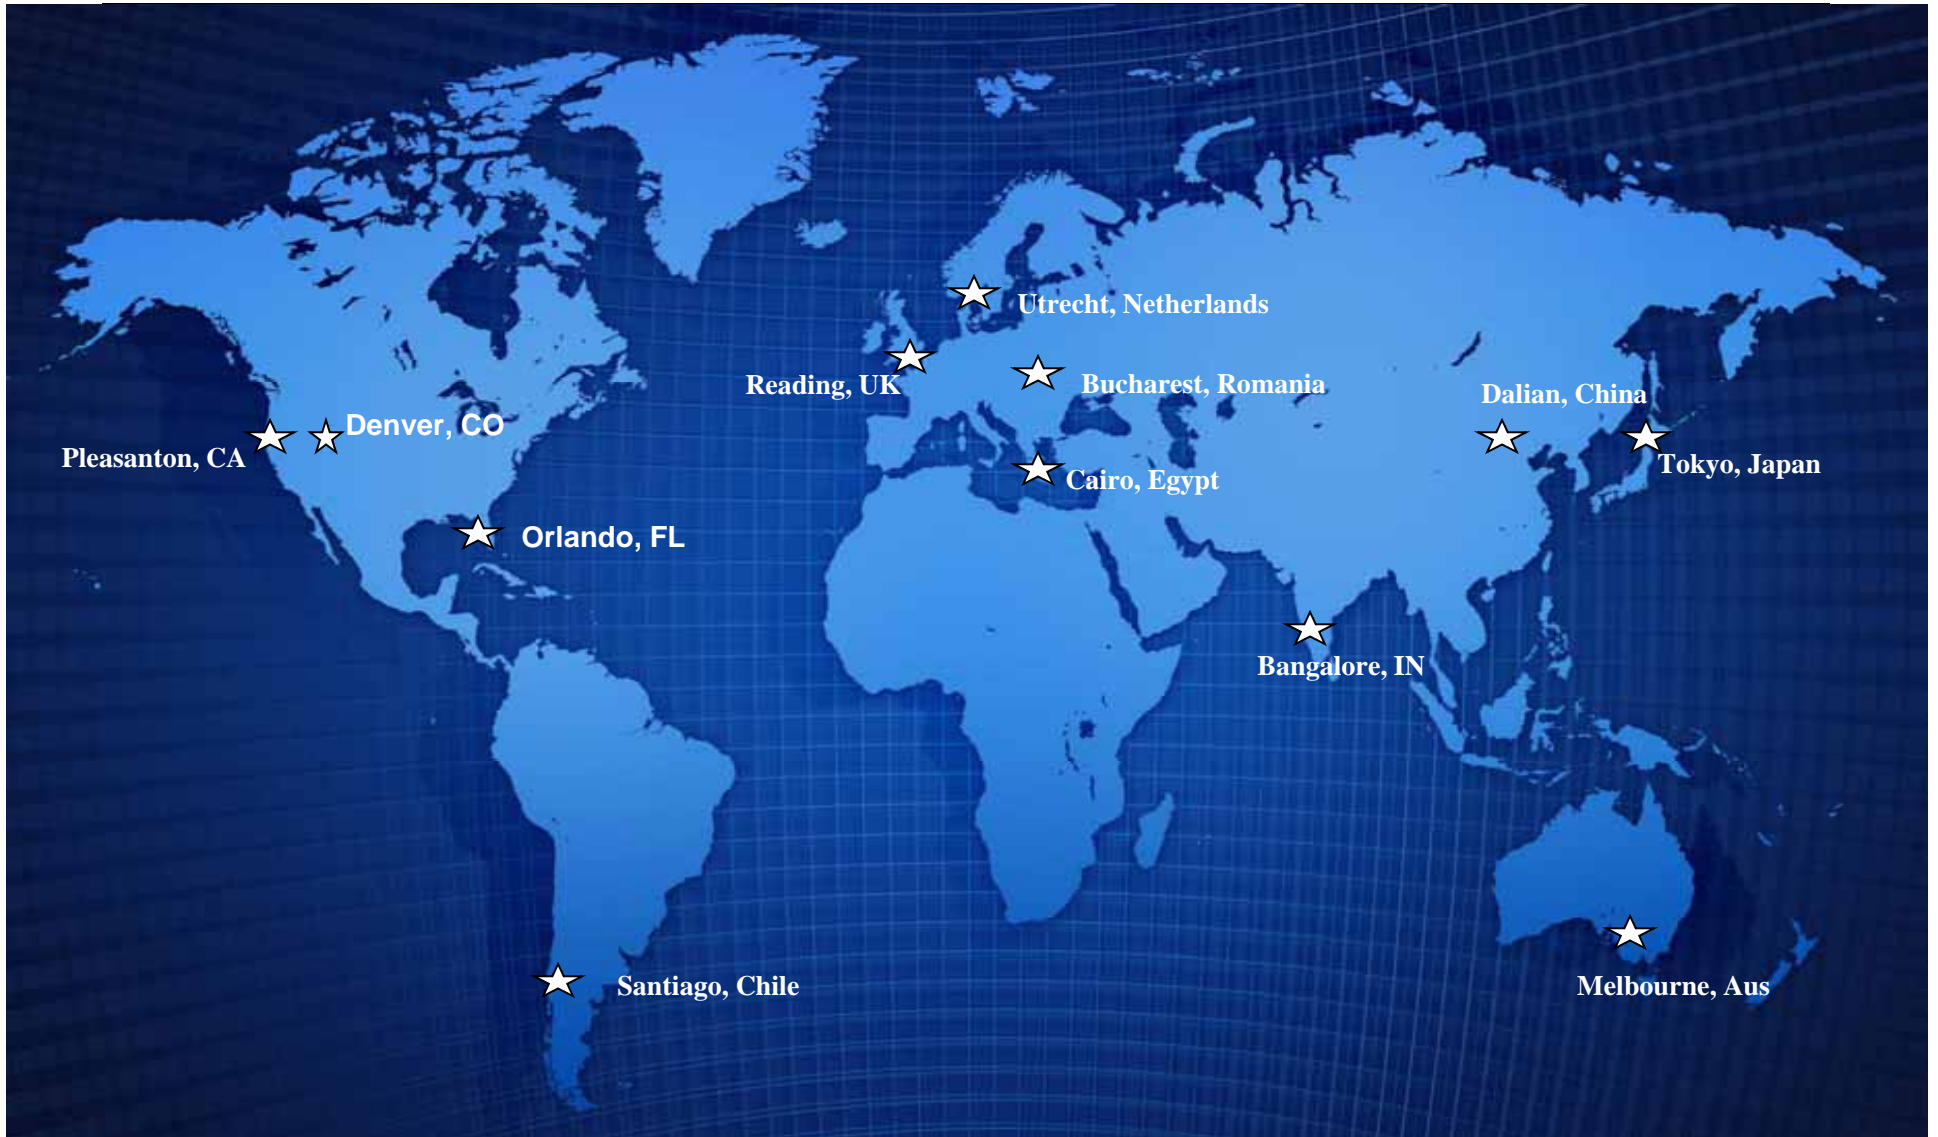 Utrecht, Netherlands
Reading, UK
Bucharest, Romania
Dalian, China
Denver, CO
Pleasanton, CA
Tokyo, Japan
Cairo, Egypt
Orlando, FL
Bangalore, IN
Santiago, Chile
Melbourne, Aus